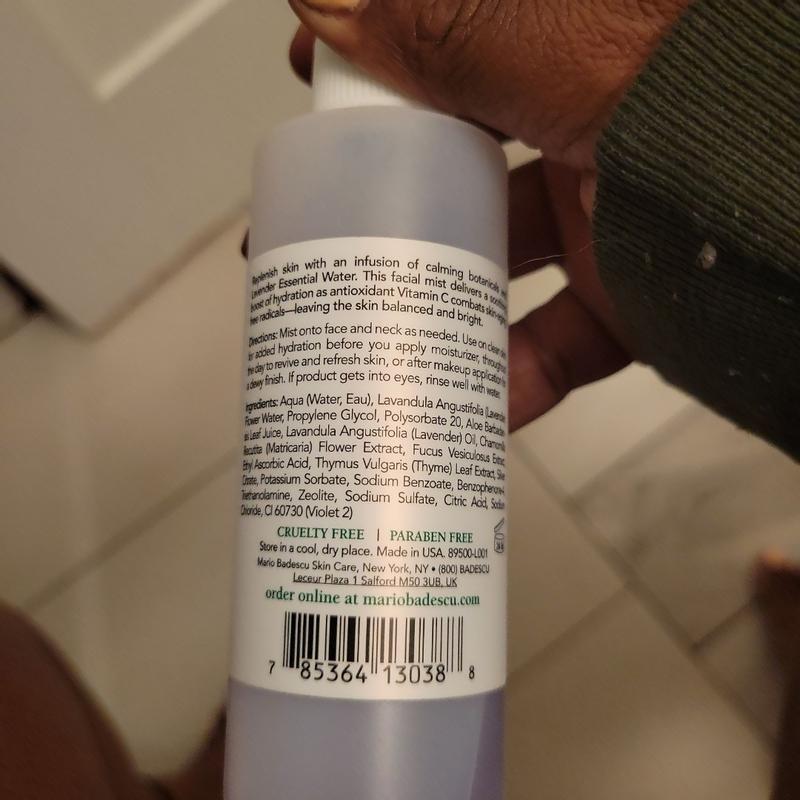 Replenish skin with an infusion of calming botanicals and
Lavender Essential Water. This facial mist delivers a soothing
boost of hydration as antioxidant Vitamin C combats skin-aging
free radicals—leaving the skin balanced and bright.
Directions: Mist onto face and neck as needed. Use on clean skin
for added hydration before you apply moisturizer, throughout
the day to revive and refresh skin, or after makeup application for
a dewy finish. If product gets into eyes, rinse well with water.
Ingredients: Aqua (Water, Eau), Lavandula Angustifolia (Lavender)
Flower Water, Propylene Glycol, Polysorbate 20, Aloe
Leaf Juice, Lavandula Angustifolia (Lavender) Oil,
Recutita (Matricaria) Flower Extract, Fucus Vesiculosus Extract,
Ethyl Ascorbic Acid, Thymus Vulgaris (Thyme) Leaf Extract, Silver
Citrate, Potassium Sorbate, Sodium Benzoate,
Triethanolamine, Zeolite, Sodium Sulfate, Citric Acid, Sodium
Chloride, CI 60730 (Violet 2)
CRUELTY FREE | PARABEN FREE
Store in a cool, dry place. Made in USA. 89500-L001
Mario Badescu Skin Care, New York, NY • (800) BADESCU
Leceur Plaza 1 Salford M50 3UB, UK
order online at mariobadescu.com
7 85364 13038 8